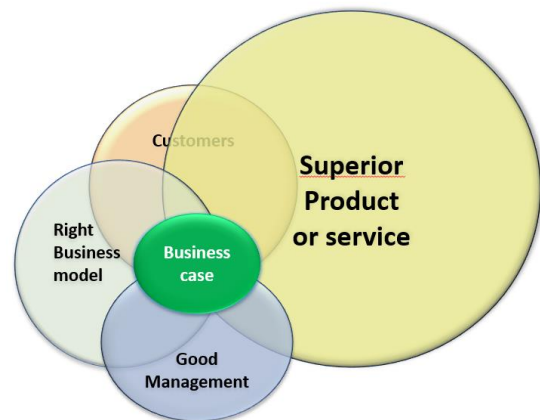 Customers
Superior
Product
or service
Right
Business
model
Business
case
Good
Management